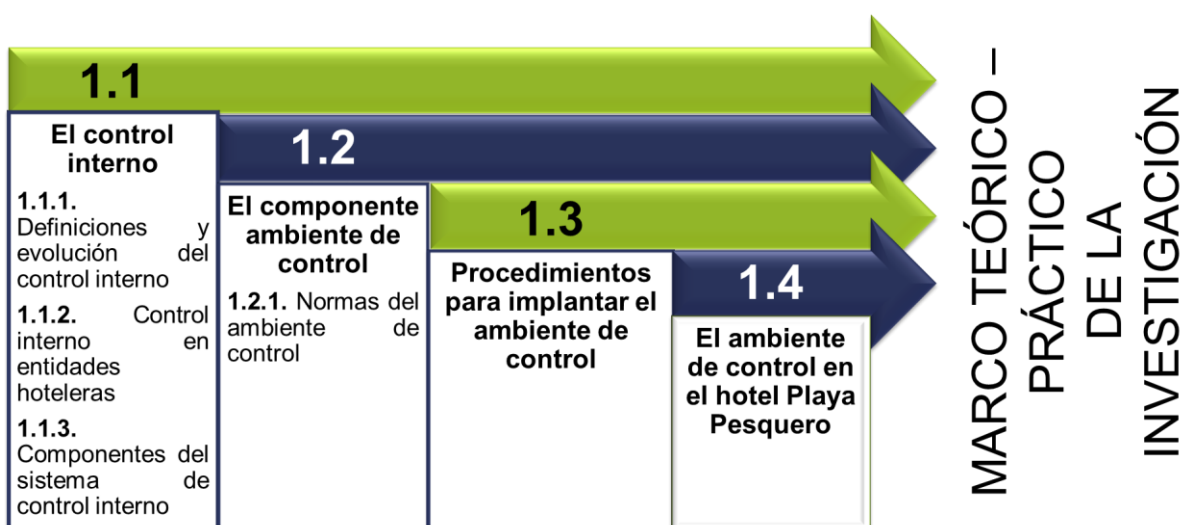 1.1
El control
interno
1.1.1.
Definiciones y
evolución del
control interno
1.1.2. Control
interno en
entidades
hoteleras
1.1.3.
Componentes del
sistema de
control interno
1.2
El componente
ambiente de
control
1.2.1. Normas del
ambiente de
control
1.3
Procedimientos
para implantar el
ambiente de
control
1.4
El ambiente
de control en
el hotel Playa
Pesquero
MARCO TEÓRICO –
PRÁCTICO
DE LA
INVESTIGACIÓN